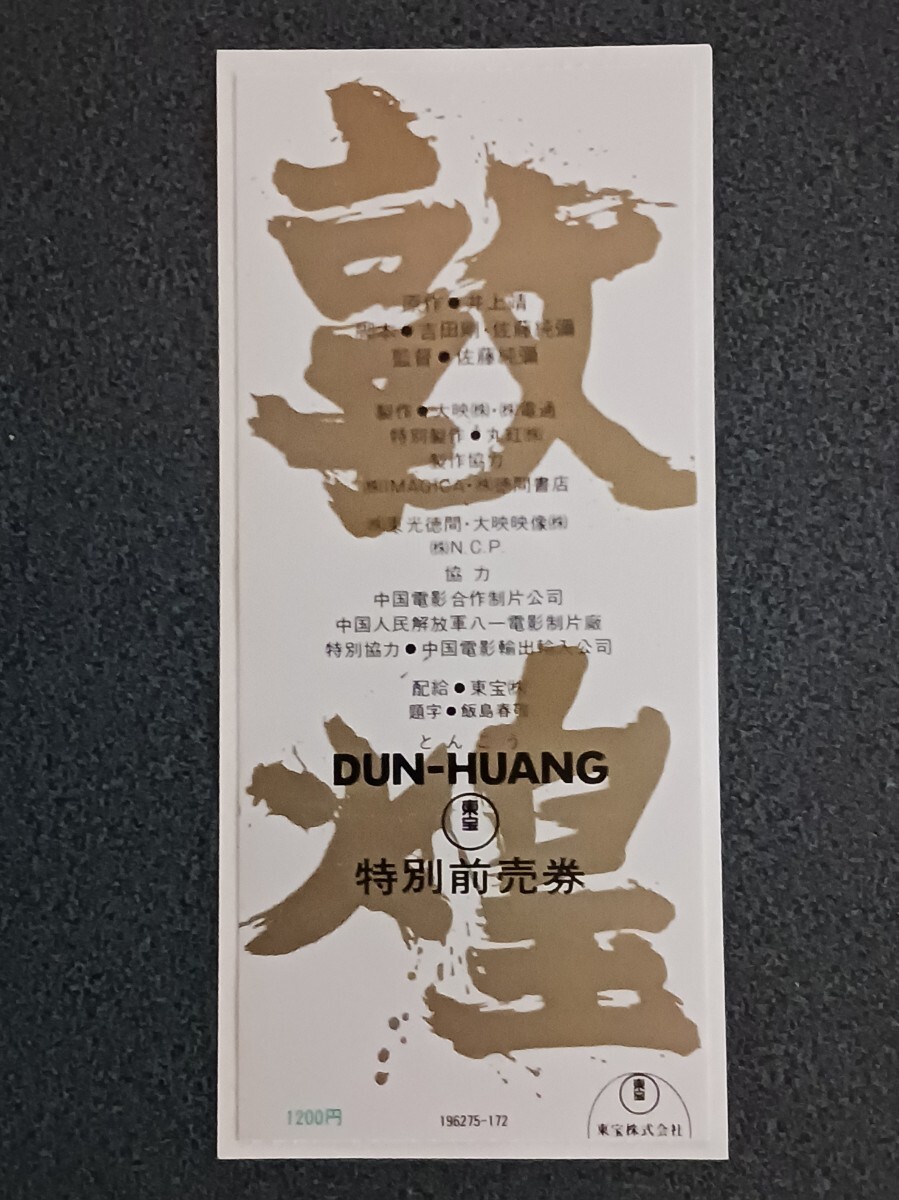 敦煌
原作●井上靖
脚本●吉田剛・佐藤純彌
監督●佐藤純彌
製作●大映㈱・㈱電通
特別製作●丸紅㈱
製作協力
㈱IMAGICA・㈱徳間書店
㈱東光徳間・大映映像㈱
㈱N.C.P.
協力
中国電影合作制片公司
中国人民解放軍八一電影制片廠
特別協力●中国電影輸出輸入公司
配給●東宝㈱
題字●飯島春敬
とんこう
DUN-HUANG
東宝
特別前売券
1200円
196275-172
東宝
東宝株式会社